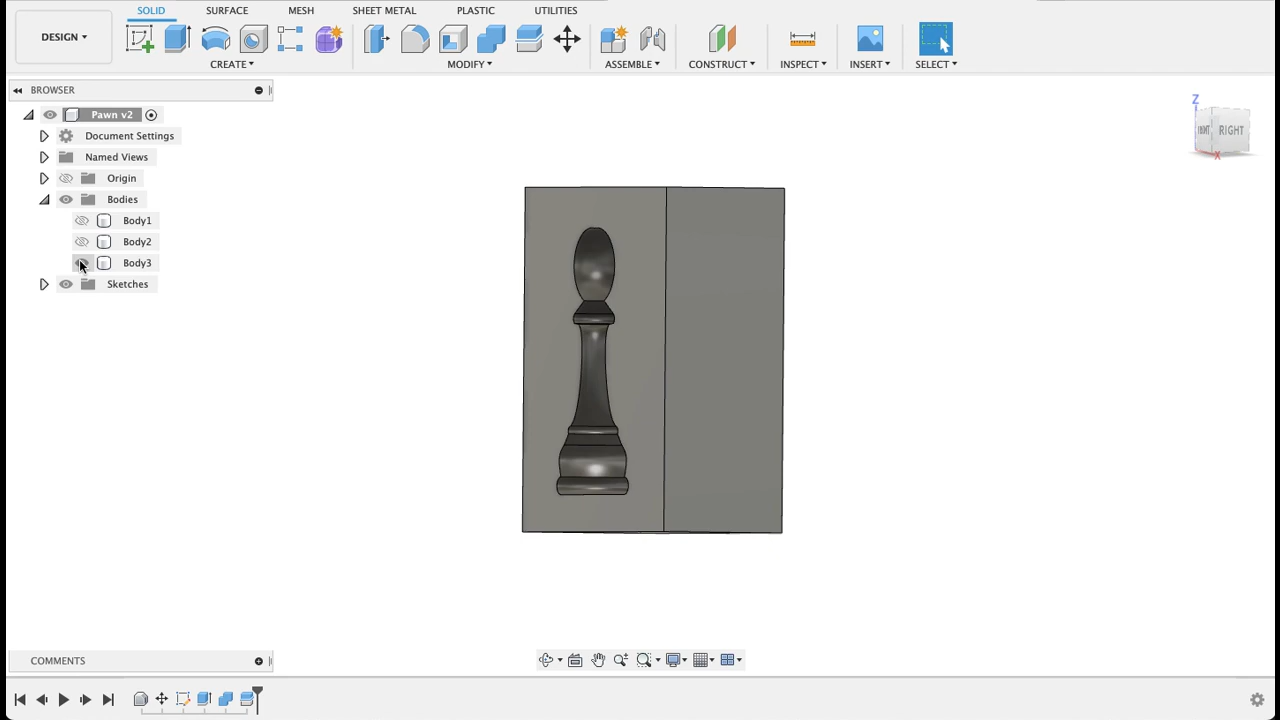 SOLID SURFACE MESH SHEET METAL PLASTIC UTILITIES
DESIGN
CREATE MODIFY ASSEMBLE CONSTRUCT INSPECT INSERT SELECT
BROWSER
Pawn v2
Document Settings
Named Views
Origin
Bodies
Body1
Body2
Body3
Sketches
Z
FRONT RIGHT
X
COMMENTS